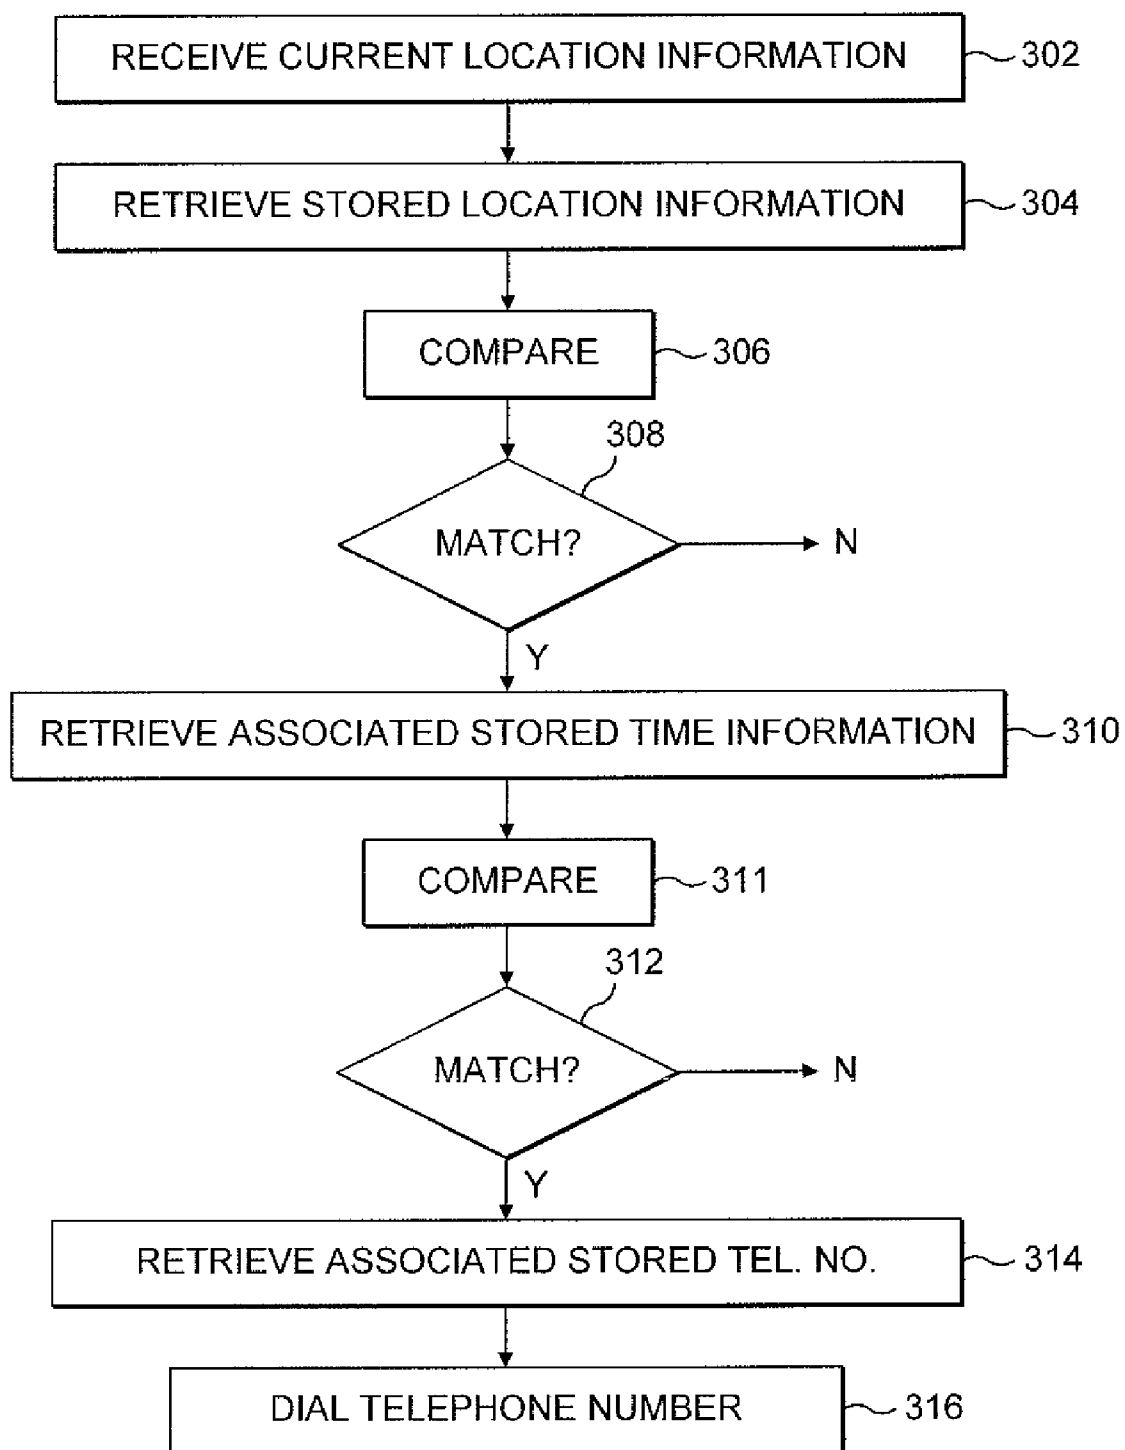 RECEIVE CURRENT LOCATION INFORMATION 302
RETRIEVE STORED LOCATION INFORMATION 304
COMPARE 306
308
MATCH? N
Y
RETRIEVE ASSOCIATED STORED TIME INFORMATION 310
COMPARE 311
312
MATCH? N
Y
RETRIEVE ASSOCIATED STORED TEL. NO. 314
DIAL TELEPHONE NUMBER 316